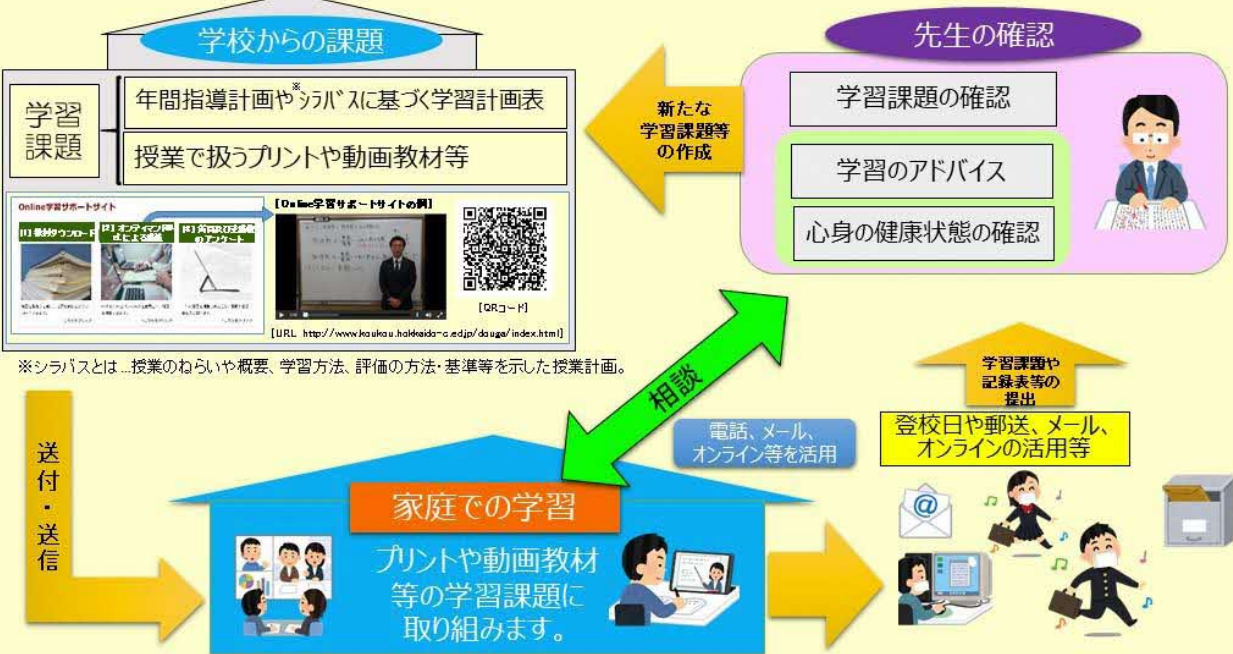 学校からの課題
学習
課題
年間指導計画や※シラバスに基づく学習計画表
授業で扱うプリントや動画教材等
Online学習サポートサイト
[1] 教材ダウンロード
【Online学習サポートサイトの例】
[QRコード]
[URL http://www.koukou.hokkaido-c.ed.jp/douga/index.html]
※シラバスとは…授業のねらいや概要、学習方法、評価の方法・基準等を示した授業計画。
新たな
学習課題等
の作成
先生の確認
学習課題の確認
学習のアドバイス
心身の健康状態の確認
相談
電話、メール、
オンライン等を活用
学習課題や
記録表等の
提出
登校日や郵送、メール、
オンラインの活用等
送付・送信
家庭での学習
プリントや動画教材
等の学習課題に
取り組みます。
@